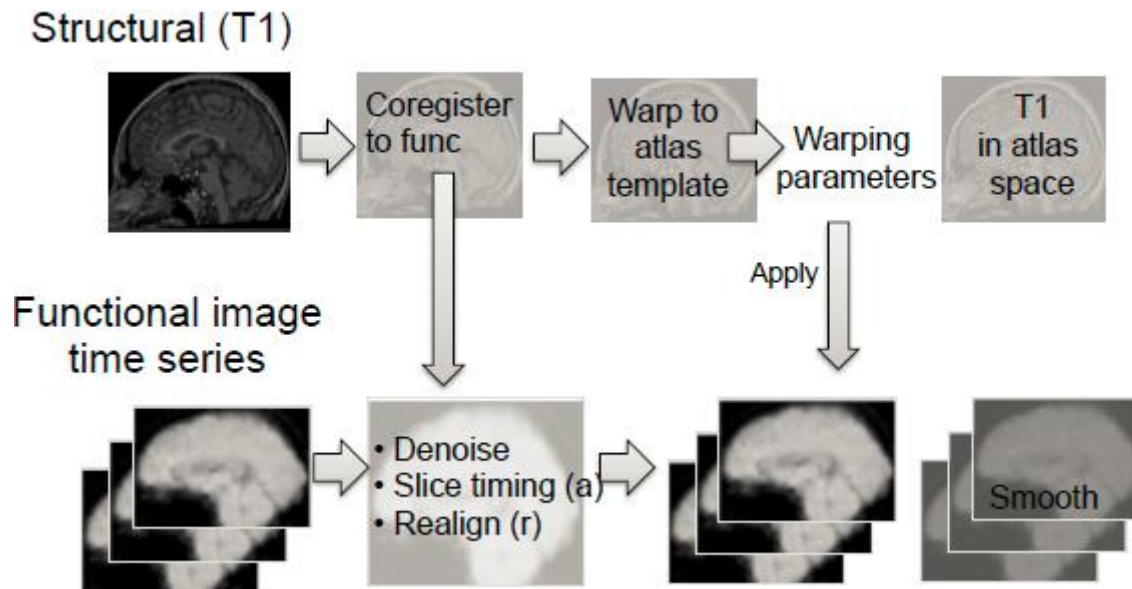 Structural (T1)
Coregister
to func
Warp to
atlas
template
Warping
parameters
T1
in atlas
space
Apply
Functional image
time series
• Denoise
• Slice timing (a)
• Realign (r)
Smooth